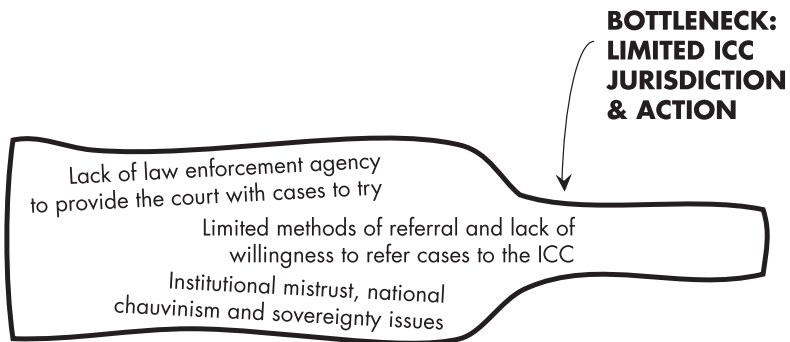 BOTTLENECK:
LIMITED ICC
JURISDICTION
& ACTION
Lack of law enforcement agency
to provide the court with cases to try
Limited methods of referral and lack of
willingness to refer cases to the ICC
Institutional mistrust, national
chauvinism and sovereignty issues